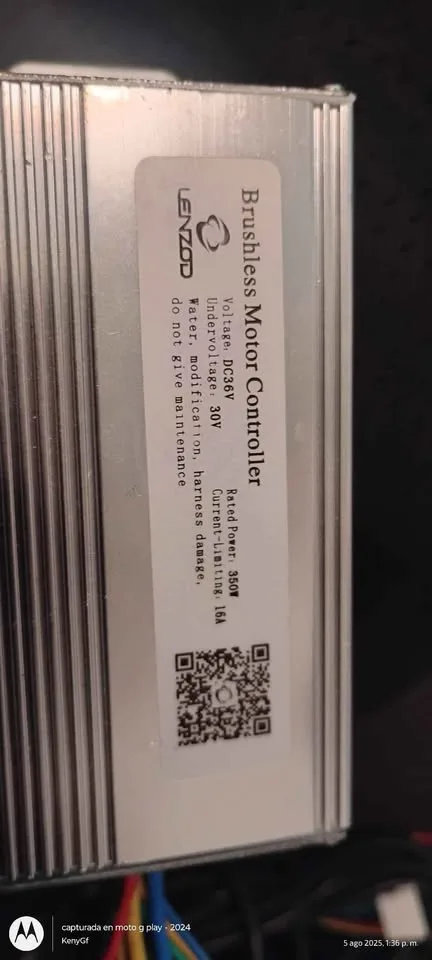 Brushless Motor Controller
LENZOD
Voltage: DC36V Rated Power: 350W
Undervoltage: 30V Current-Limiting: 16A
Water, modification, harness damage,
do not give maintenance
capturada en moto g play - 2024
KenyGf
5 ago 2025, 1:36 p. m.